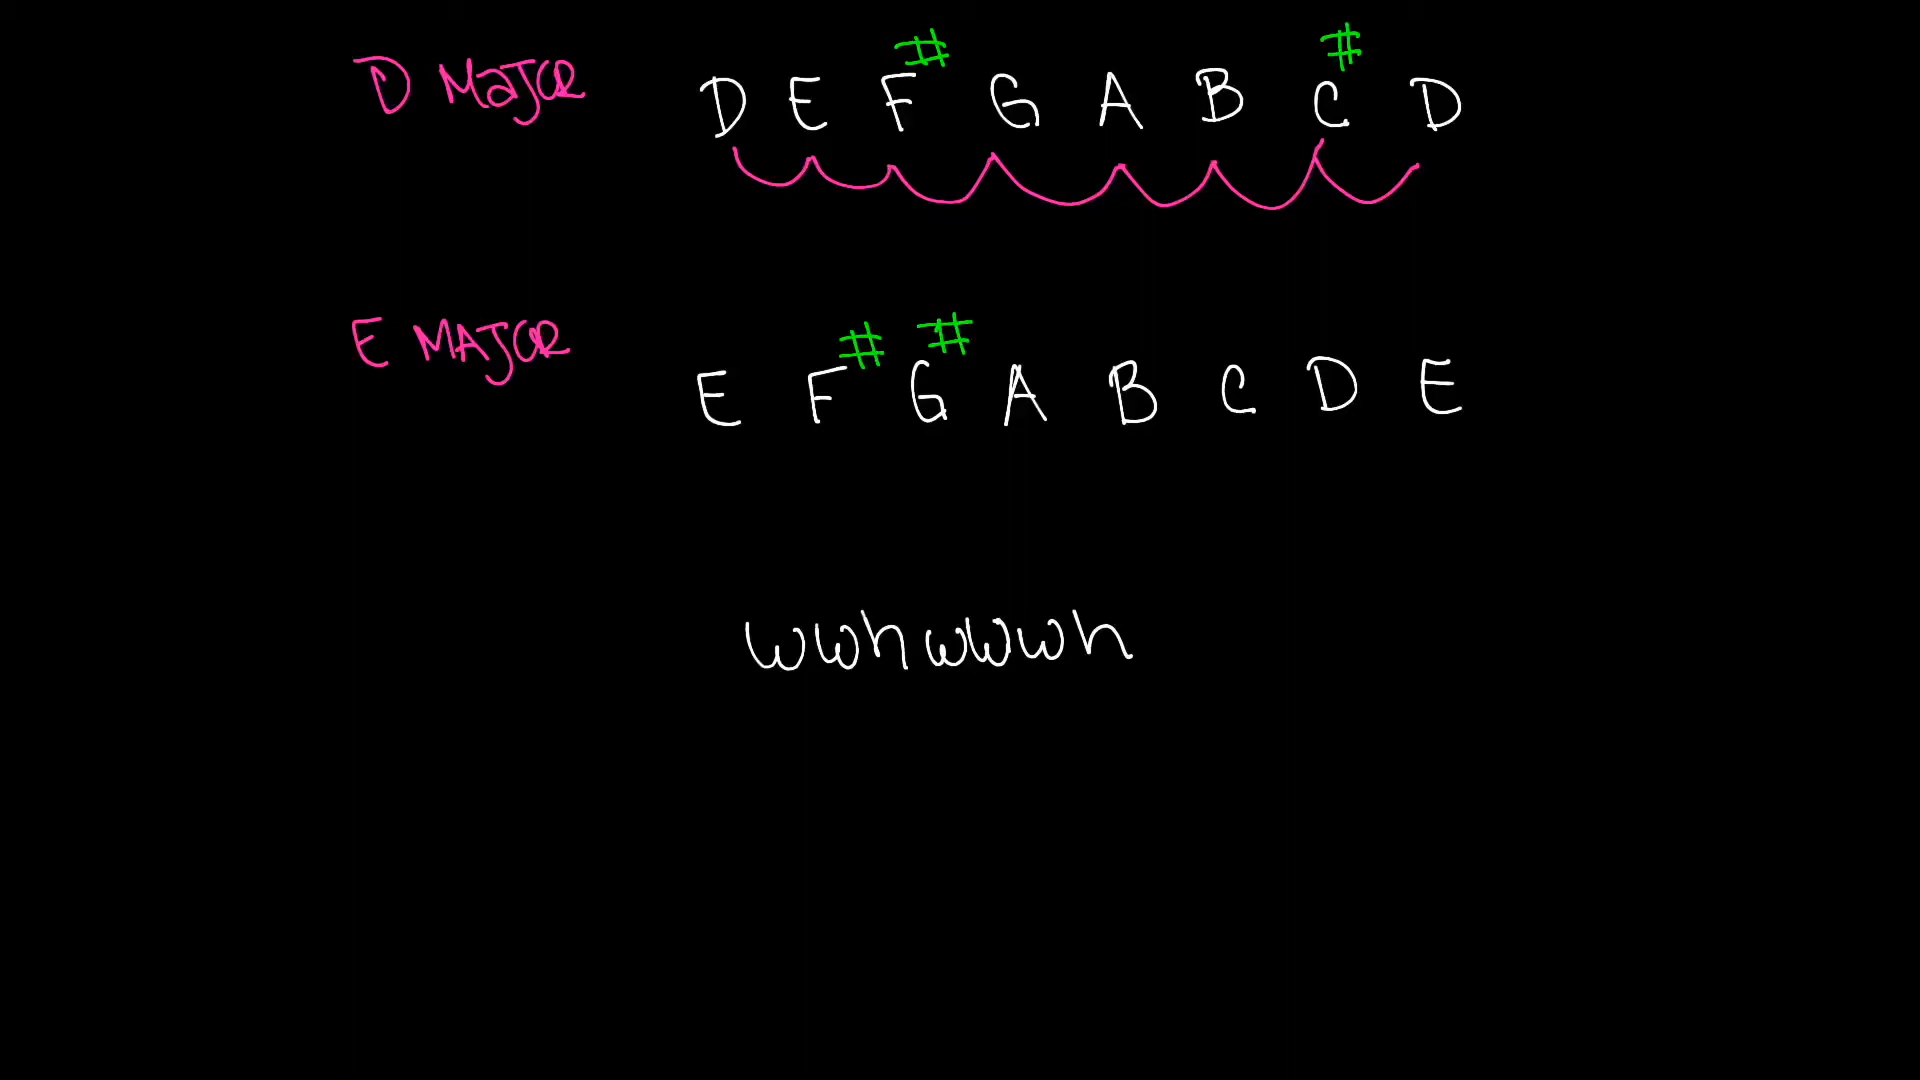 D MaJOR D E F# G A B C# D
E MAJOR E F# G# A B C D E
wwhwwwh